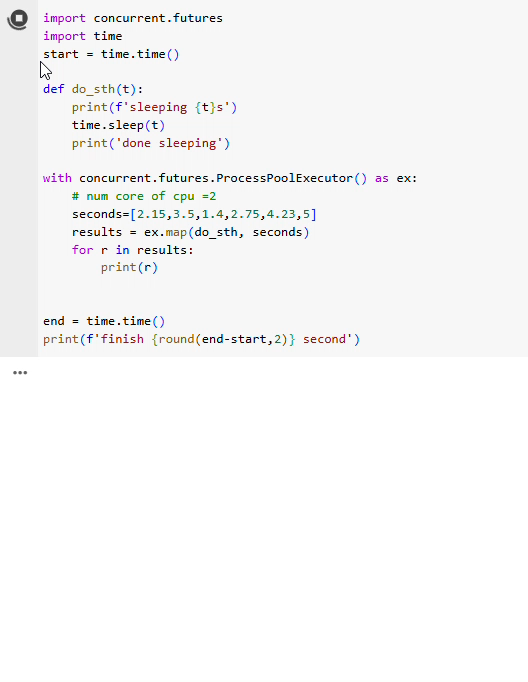 import concurrent.futures
import time
start = time.time()
def do_sth(t):
    print(f'sleeping {t}s')
    time.sleep(t)
    print('done sleeping')
with concurrent.futures.ProcessPoolExecutor() as ex:
    # num core of cpu =2
    seconds=[2.15,3.5,1.4,2.75,4.23,5]
    results = ex.map(do_sth, seconds)
    for r in results:
        print(r)
end = time.time()
print(f'finish {round(end-start,2)} second')